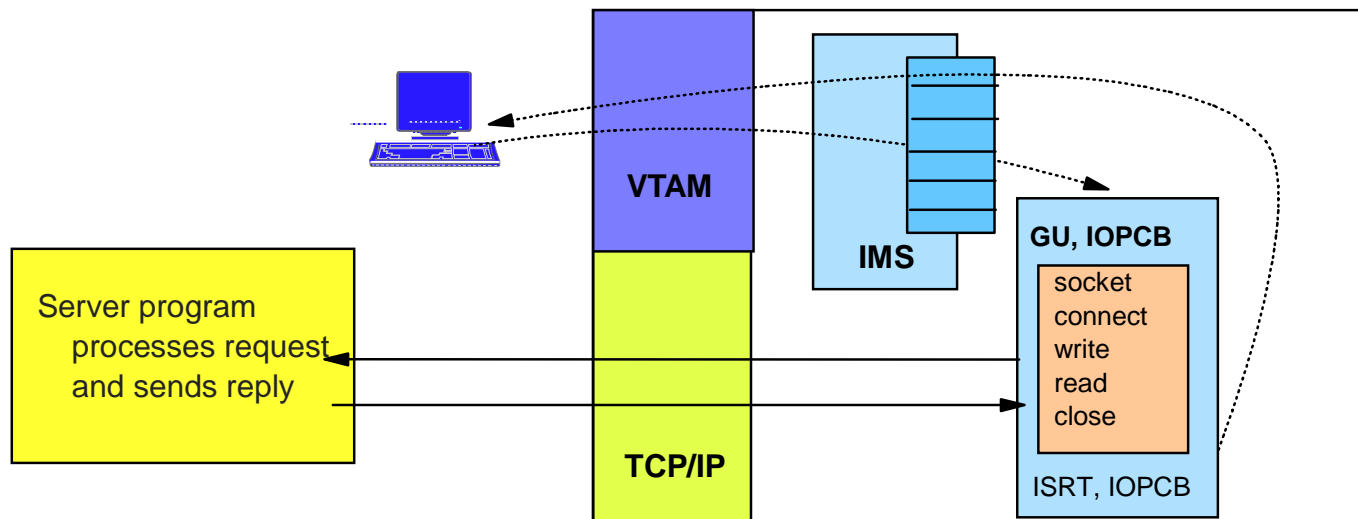 VTAM
IMS
GU, IOPCB
socket
connect
write
read
close
ISRT, IOPCB
Server program
processes request
and sends reply
TCP/IP